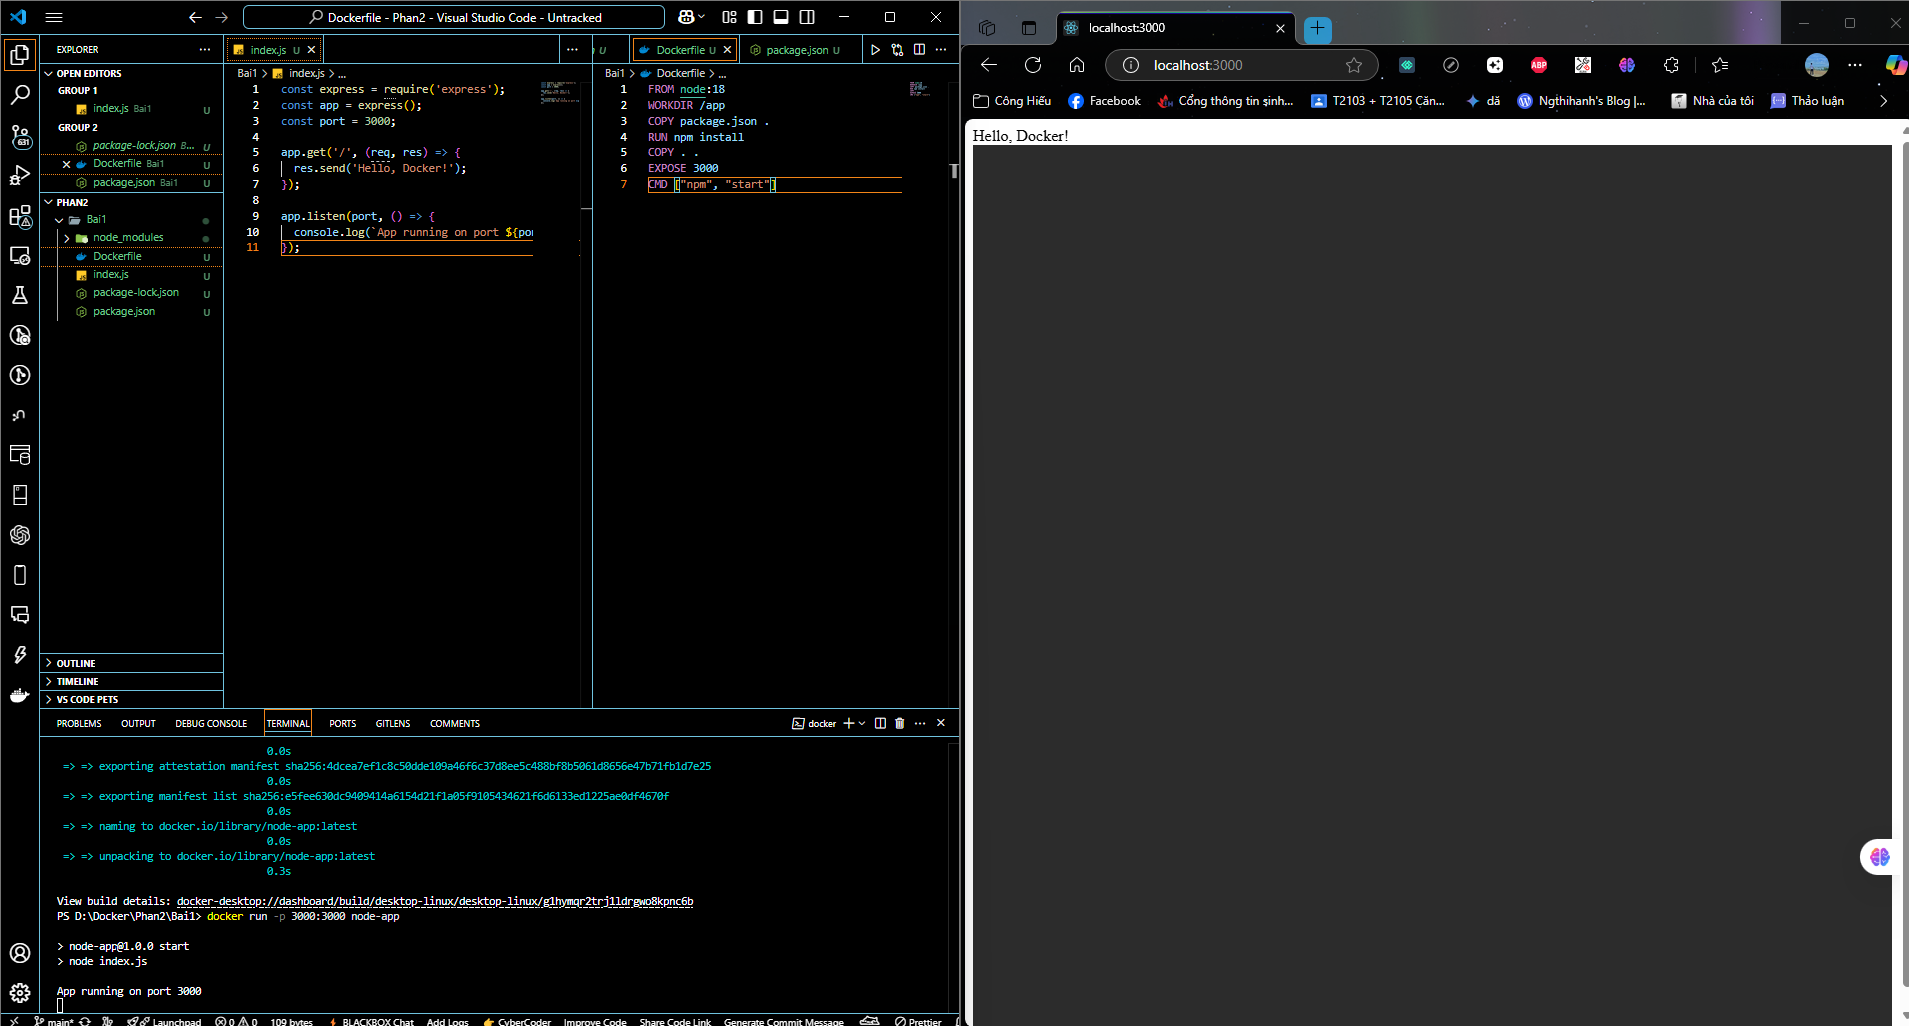 Dockerfile - Phan2 - Visual Studio Code - Untracked
EXPLORER
OPEN EDITORS
GROUP 1
index.js Bai1 U
GROUP 2
package-lock.json B... U
Dockerfile Bai1 U
package.json Bai1 U
PHAN2
Bai1
node_modules
Dockerfile U
index.js U
package-lock.json U
package.json U
OUTLINE
TIMELINE
VS CODE PETS
631
index.js U
Bai1 > index.js > ...
1 const express = require('express');
2 const app = express();
3 const port = 3000;
4
5 app.get('/', (req, res) => {
6 res.send('Hello, Docker!');
7 });
8
9 app.listen(port, () => {
10 console.log(`App running on port ${por
11 });
U
Dockerfile U
package.json U
Bai1 > Dockerfile > ...
1 FROM node:18
2 WORKDIR /app
3 COPY package.json .
4 RUN npm install
5 COPY . .
6 EXPOSE 3000
7 CMD ["npm", "start"]
PROBLEMS OUTPUT DEBUG CONSOLE TERMINAL PORTS GITLENS COMMENTS
docker
0.0s
=> => exporting attestation manifest sha256:4dcea7ef1c8c50dde109a46f6c37d8ee5c488bf8b5061d8656e47b71fb1d7e25
0.0s
=> => exporting manifest list sha256:e5fee630dc9409414a6154d21f1a05f9105434621f6d6133ed1225ae0df4670f
0.0s
=> => naming to docker.io/library/node-app:latest
0.0s
=> => unpacking to docker.io/library/node-app:latest
0.3s
View build details: docker-desktop://dashboard/build/desktop-linux/desktop-linux/g1hymqr2trj1ldrgwo8kpnc6b
PS D:\Docker\Phan2\Bai1> docker run -p 3000:3000 node-app
> node-app@1.0.0 start
> node index.js
App running on port 3000
main* Launchpad 0 0 109 bytes BLACKBOX Chat Add Logs CyberCoder Improve Code Share Code Link Generate Commit Message Prettier
localhost:3000
localhost:3000
ABP
Công Hiếu Facebook Cổng thông tin sinh... T2103 + T2105 Căn... dă Ngthihanh's Blog |... Nhà của tôi Thảo luận
Hello, Docker!